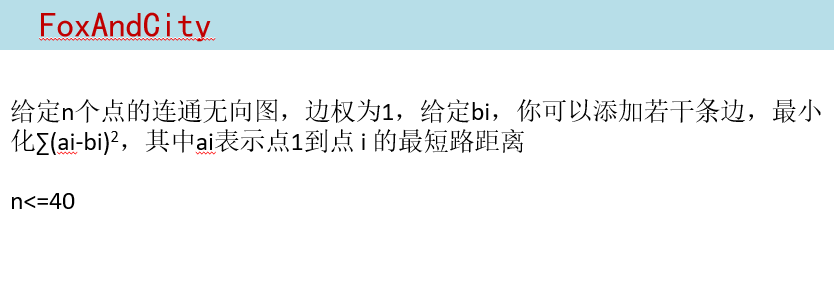 FoxAndCity
给定n个点的连通无向图，边权为1，给定bi，你可以添加若干条边，最小
化∑(ai-bi)²，其中ai表示点1到点 i 的最短路距离
n<=40